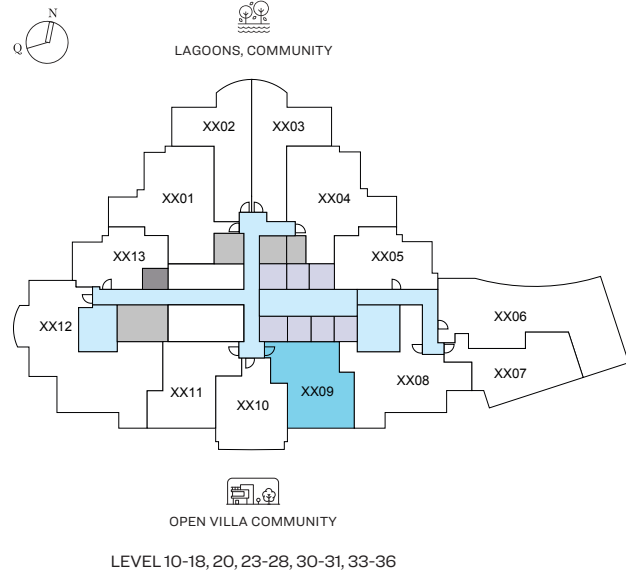 N
Q
LAGOONS, COMMUNITY
XX02
XX03
XX01
XX04
XX13
XX05
XX12
XX06
XX11
XX10
XX09
XX08
XX07
OPEN VILLA COMMUNITY
LEVEL 10-18, 20, 23-28, 30-31, 33-36